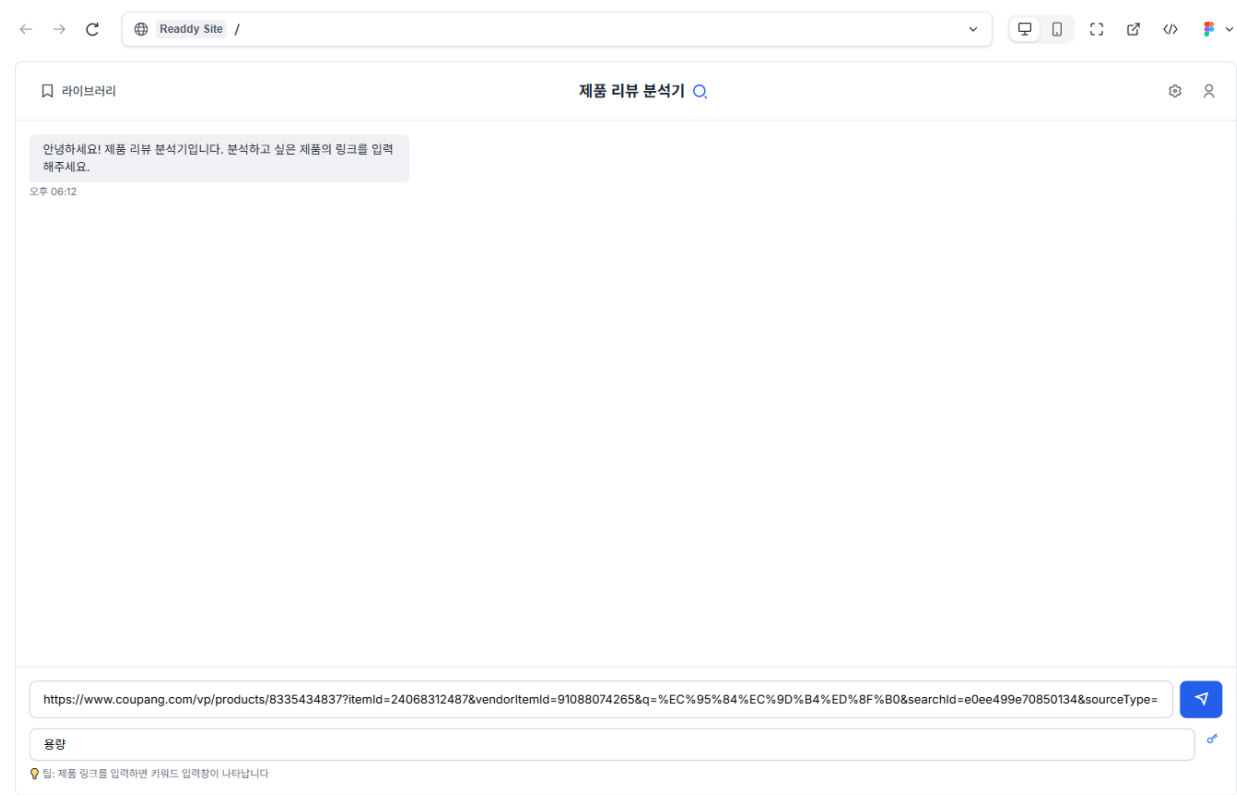 Readdy Site /
라이브러리
제품 리뷰 분석기
안녕하세요! 제품 리뷰 분석기입니다. 분석하고 싶은 제품의 링크를 입력
해주세요.
오후 06:12
https://www.coupang.com/vp/products/8335434837?itemId=24068312487&vendorItemId=91088074265&q=%EC%95%84%EC%9D%B4%ED%8F%B0&searchId=e0ee499e70850134&sourceType=
용량
팁: 제품 링크를 입력하면 키워드 입력창이 나타납니다